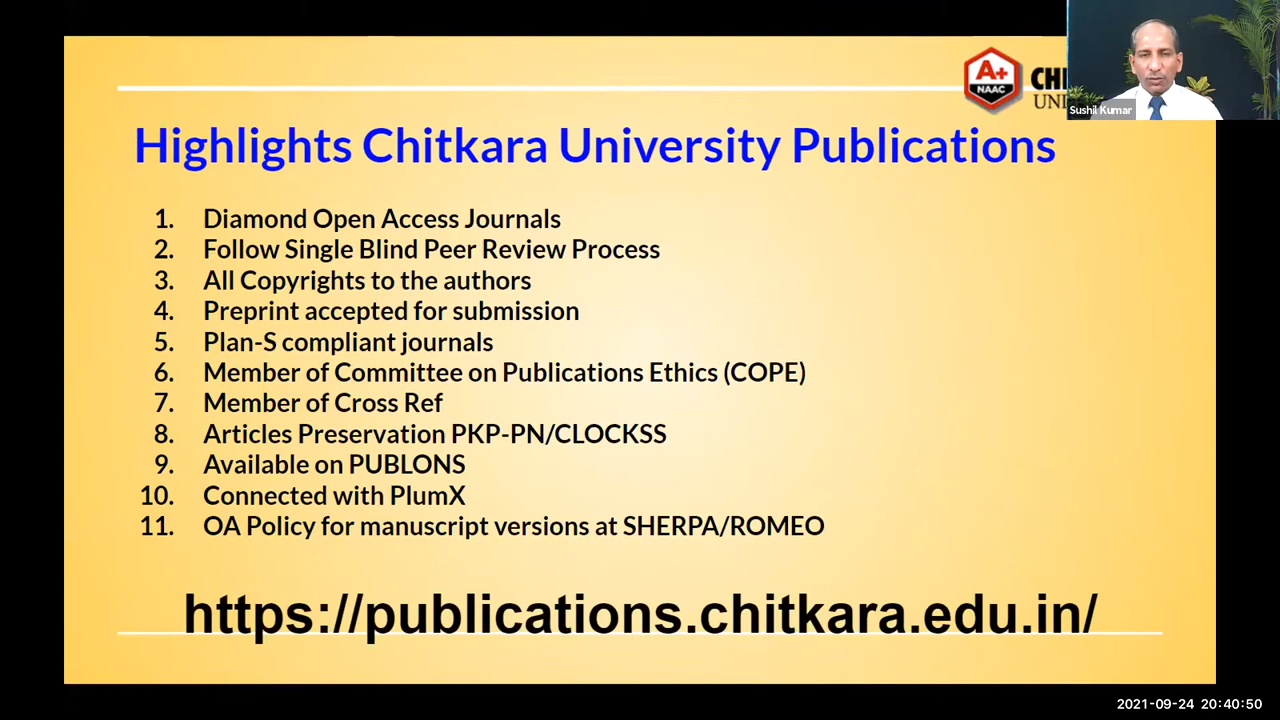 A+
NAAC
CHI
UNI
Sushil Kumar
Highlights Chitkara University Publications
1. Diamond Open Access Journals
2. Follow Single Blind Peer Review Process
3. All Copyrights to the authors
4. Preprint accepted for submission
5. Plan-S compliant journals
6. Member of Committee on Publications Ethics (COPE)
7. Member of Cross Ref
8. Articles Preservation PKP-PN/CLOCKSS
9. Available on PUBLONS
10. Connected with PlumX
11. OA Policy for manuscript versions at SHERPA/ROMEO
https://publications.chitkara.edu.in/
2021-09-24 20:40:50